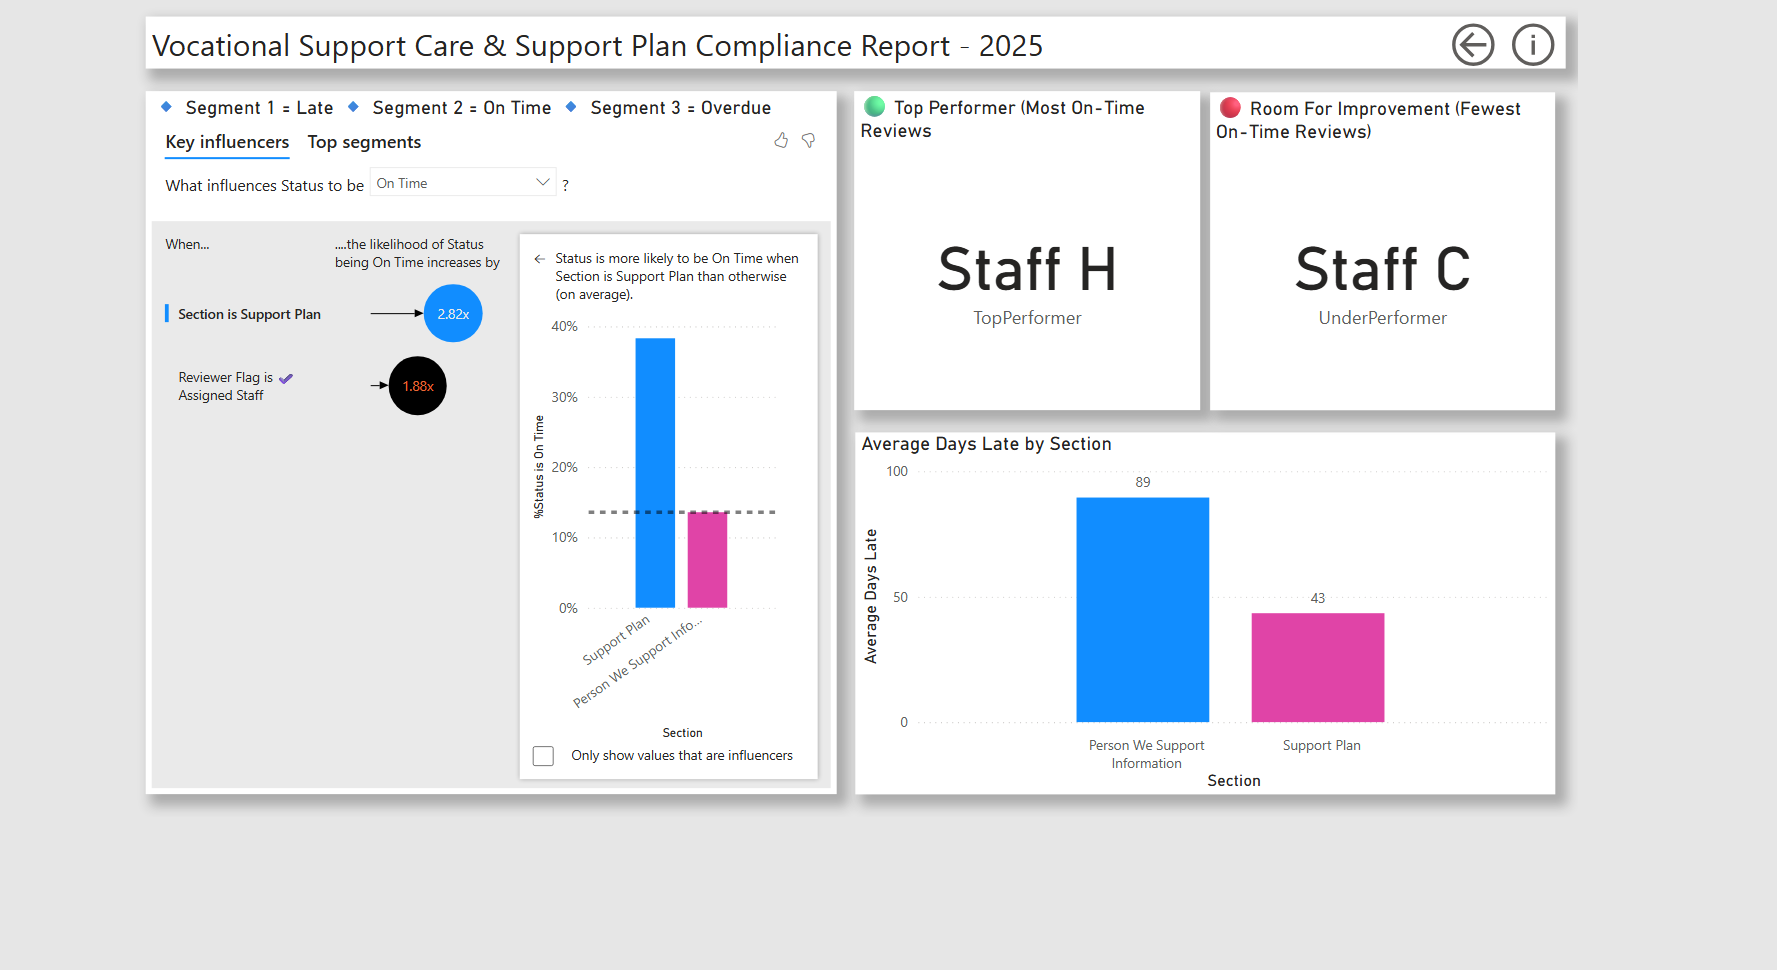 Vocational Support Care & Support Plan Compliance Report - 2025
Segment 1 = Late Segment 2 = On Time Segment 3 = Overdue
Key influencers Top segments
What influences Status to be On Time ?
When...
....the likelihood of Status
being On Time increases by
Section is Support Plan
2.82x
Reviewer Flag is
Assigned Staff
1.88x
Status is more likely to be On Time when
Section is Support Plan than otherwise
(on average).
%Status is On Time
40%
30%
20%
10%
0%
Support Plan
Person We Support Info...
Section
Only show values that are influencers
Top Performer (Most On-Time
Reviews
Staff H
TopPerformer
Room For Improvement (Fewest
On-Time Reviews)
Staff C
UnderPerformer
Average Days Late by Section
Average Days Late
100
50
0
89
43
Person We Support
Information
Support Plan
Section